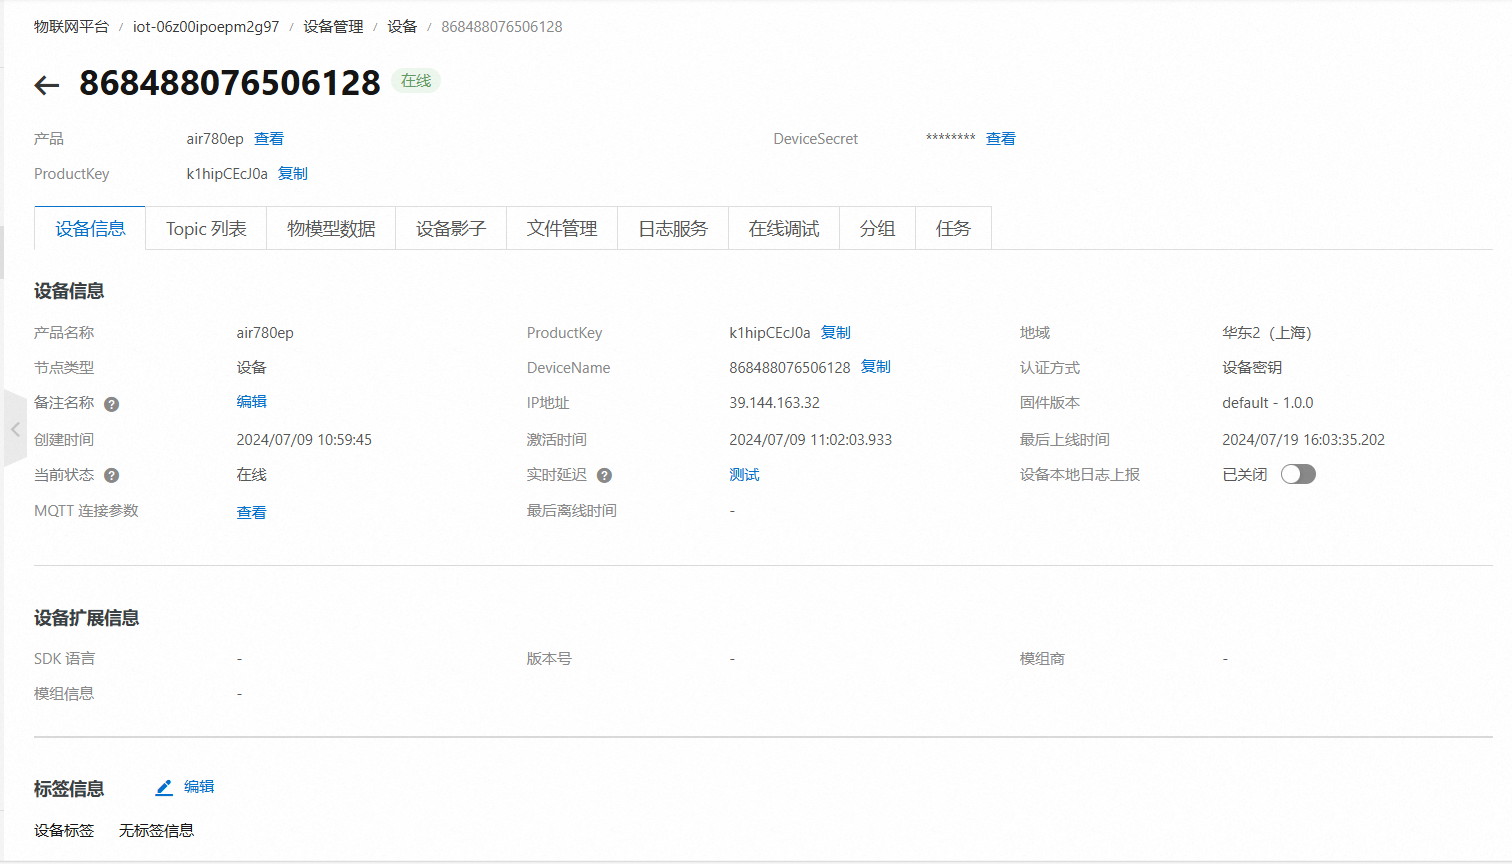 物联网平台 / iot-06z00ipoepm2g97 / 设备管理 / 设备 / 868488076506128
868488076506128 在线
产品 air780ep 查看 DeviceSecret ******** 查看
ProductKey k1hipCEcJ0a 复制
设备信息 Topic 列表 物模型数据 设备影子 文件管理 日志服务 在线调试 分组 任务
设备信息
产品名称 air780ep ProductKey k1hipCEcJ0a 复制 地域 华东2（上海）
节点类型 设备 DeviceName 868488076506128 复制 认证方式 设备密钥
备注名称 ? 编辑 IP地址 39.144.163.32 固件版本 default - 1.0.0
创建时间 2024/07/09 10:59:45 激活时间 2024/07/09 11:02:03.933 最后上线时间 2024/07/19 16:03:35.202
当前状态 ? 在线 实时延迟 ? 测试 设备本地日志上报 已关闭
MQTT 连接参数 查看 最后离线时间 -
设备扩展信息
SDK 语言 - 版本号 - 模组商 -
模组信息 -
标签信息 编辑
设备标签 无标签信息